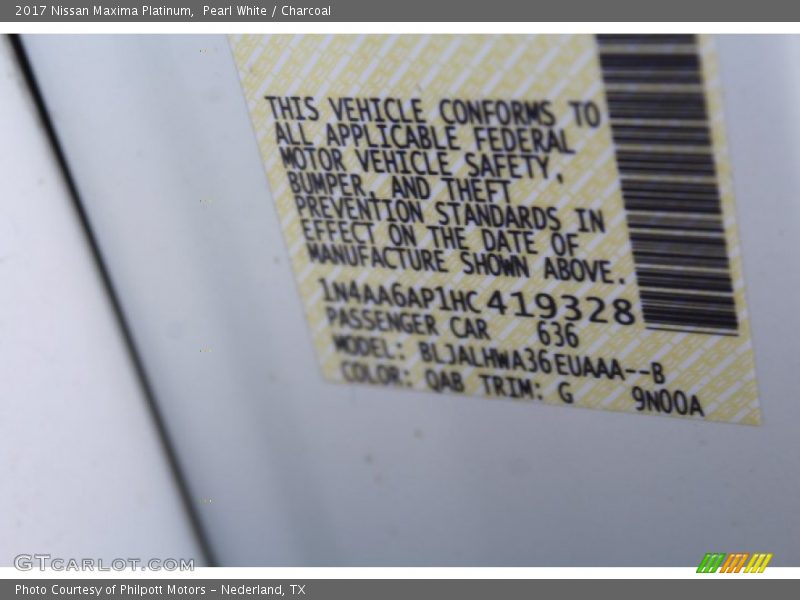 2017 Nissan Maxima Platinum,  Pearl White / Charcoal
THIS VEHICLE CONFORMS TO
ALL APPLICABLE FEDERAL
MOTOR VEHICLE SAFETY,
BUMPER, AND THEFT
PREVENTION STANDARDS IN
EFFECT ON THE DATE OF
MANUFACTURE SHOWN ABOVE.
1N4AA6AP1HC419328
PASSENGER CAR 636
MODEL: BLJALHWA36EUAAA--B
COLOR: QAB TRIM: G 9N00A
GTCARLOT.COM
Photo Courtesy of Philpott Motors - Nederland, TX